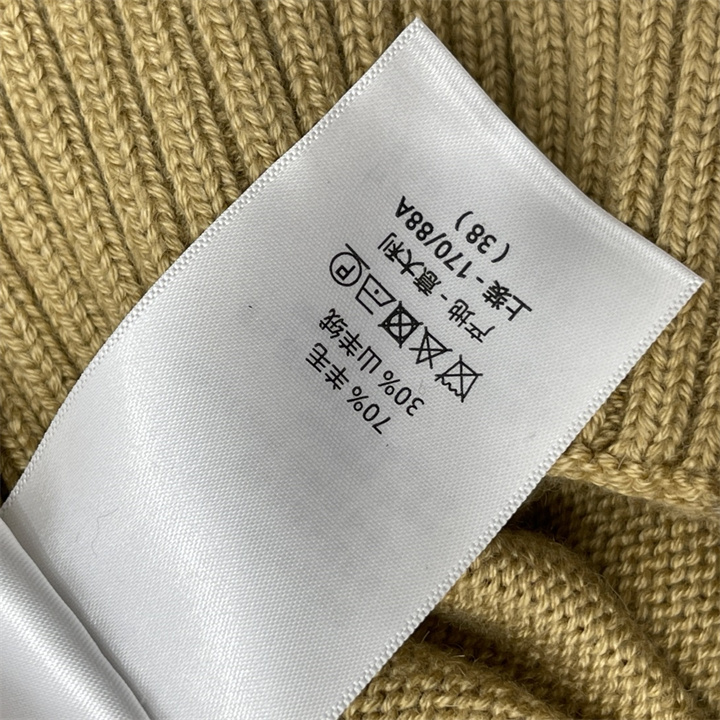 70% 羊毛
30% 山羊绒
产地 - 意大利
上装 - 170/88A
( 38 )